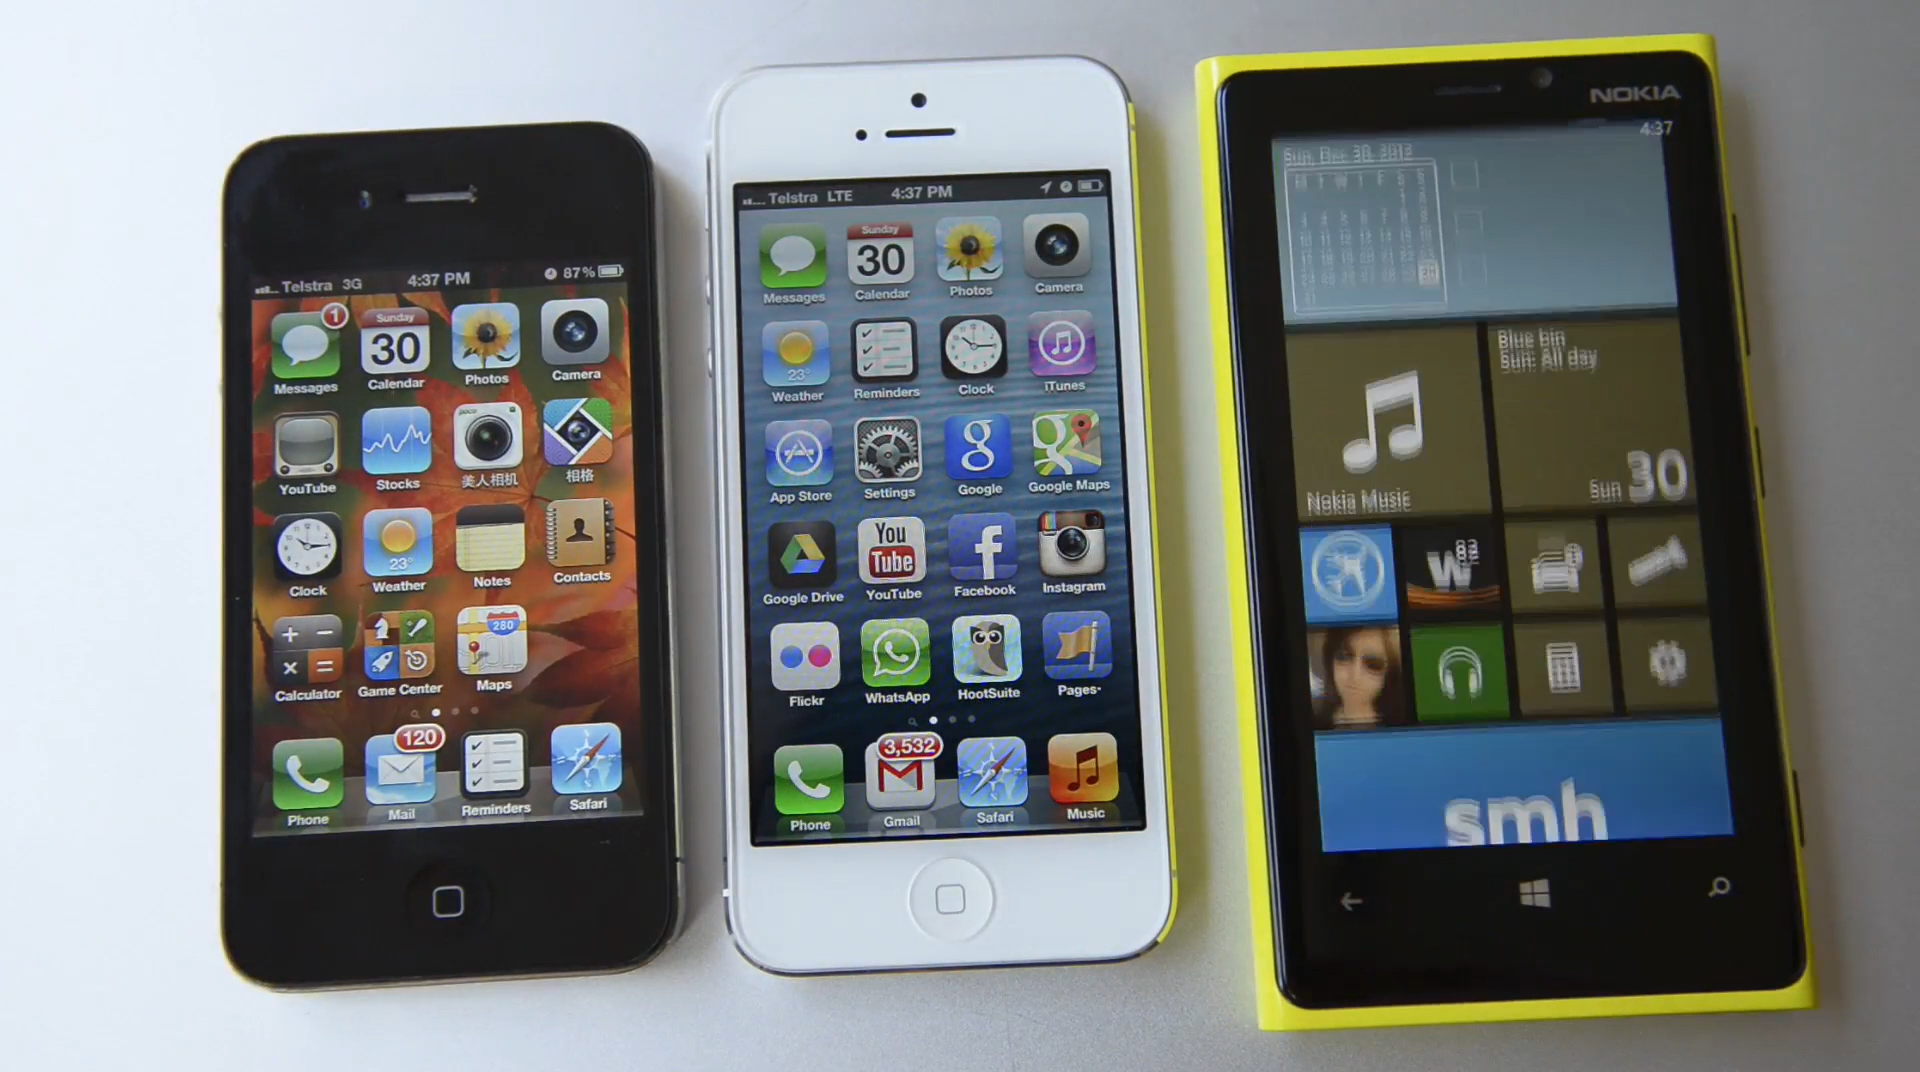 Telstra 3G 4:37 PM 87%
1
Messages
Sunday
30
Calendar
Photos
Camera
YouTube
Stocks
美人相机
相格
Clock
23°
Weather
Notes
Contacts
Calculator
Game Center
280
Maps
Phone
120
Mail
Reminders
Safari
Telstra LTE 4:37 PM
Messages
Sunday
30
Calendar
Photos
Camera
23°
Weather
Reminders
Clock
iTunes
App Store
Settings
g
Google
g
Google Maps
Google Drive
You
Tube
YouTube
f
Facebook
Instagram
Flickr
WhatsApp
HootSuite
Pages
Phone
3,532
Gmail
Safari
Music
NOKIA
4:37
Sun, Dec 30, 2012
Nokia Music
Blue bin
Sun: All day
Sun 30
W
smh